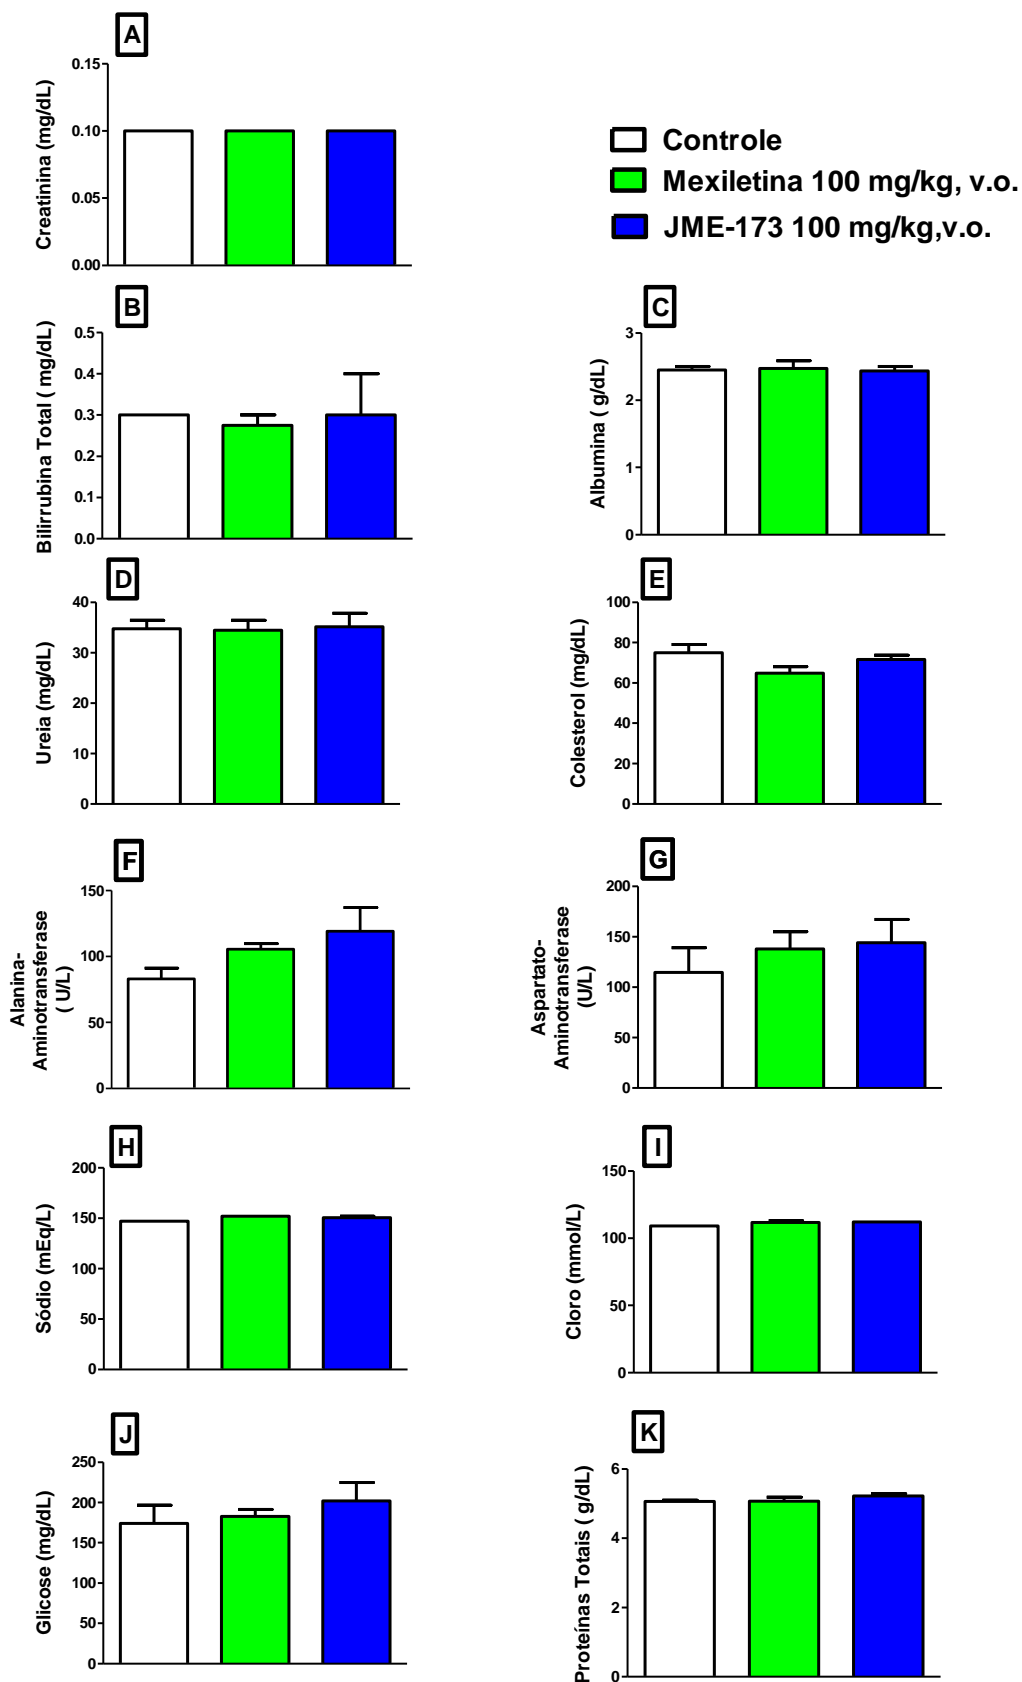 A
Creatinina (mg/dL)
0.15
0.10
0.05
0.00
Controle
Mexiletina 100 mg/kg, v.o.
JME-173 100 mg/kg,v.o.
B
Bilirrubina Total ( mg/dL)
0.5
0.4
0.3
0.2
0.1
0.0
C
Albumina ( g/dL)
3
2
1
0
D
Ureia (mg/dL)
40
30
20
10
0
E
Colesterol (mg/dL)
100
80
60
40
20
0
F
Alanina-
Aminotransferase
( U/L)
150
100
50
0
G
Aspartato-
Aminotransferase
(U/L)
200
150
100
50
0
H
Sódio (mEq/L)
200
150
100
50
0
I
Cloro (mmol/L)
150
100
50
0
J
Glicose (mg/dL)
250
200
150
100
50
0
K
Proteínas Totais ( g/dL)
6
4
2
0